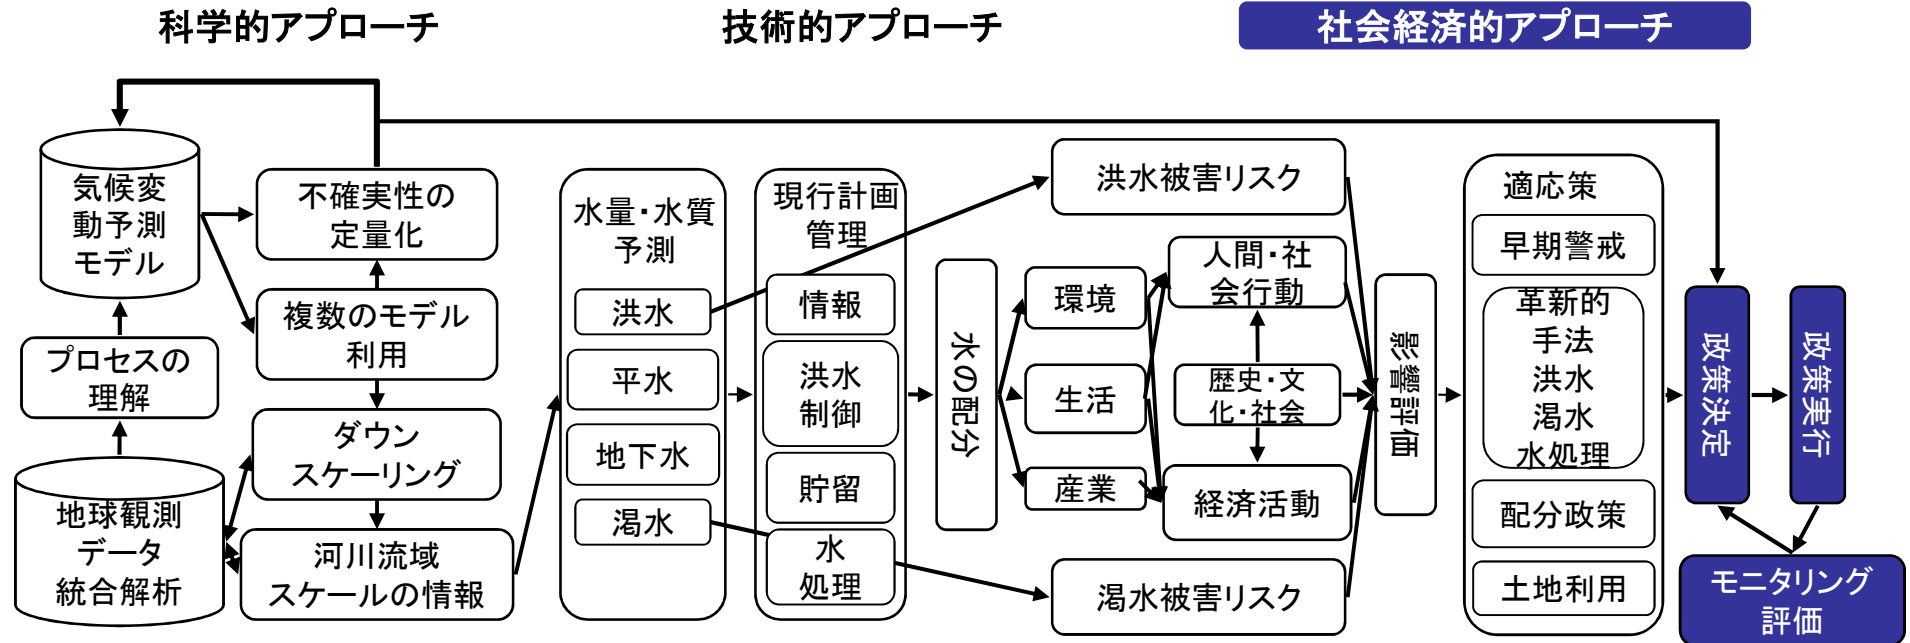 科学的アプローチ
技術的アプローチ
社会経済的アプローチ
気候変
動予測
モデル
不確実性の
定量化
複数のモデル
利用
プロセスの
理解
ダウン
スケーリング
地球観測
データ
統合解析
河川流域
スケールの情報
水量・水質
予測
洪水
平水
地下水
渇水
現行計画
管理
情報
洪水
制御
貯留
水
処理
水の配分
環境
生活
産業
洪水被害リスク
人間・社
会行動
歴史・文
化・社会
経済活動
渇水被害リスク
影響評価
適応策
早期警戒
革新的
手法
洪水
渇水
水処理
配分政策
土地利用
政策決定
政策実行
モニタリング
評価